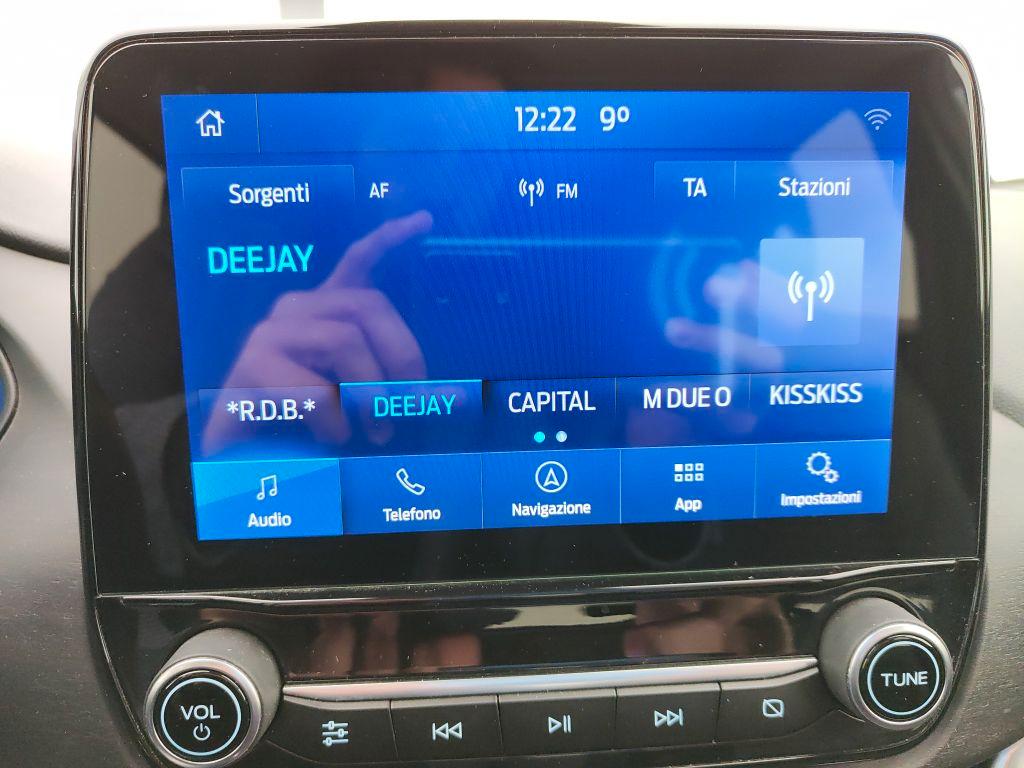 12:22 9°
Sorgenti AF FM TA Stazioni
DEEJAY
*R.D.B.* DEEJAY CAPITAL M DUE O KISSKISS
Audio Telefono Navigazione App Impostazioni
VOL TUNE